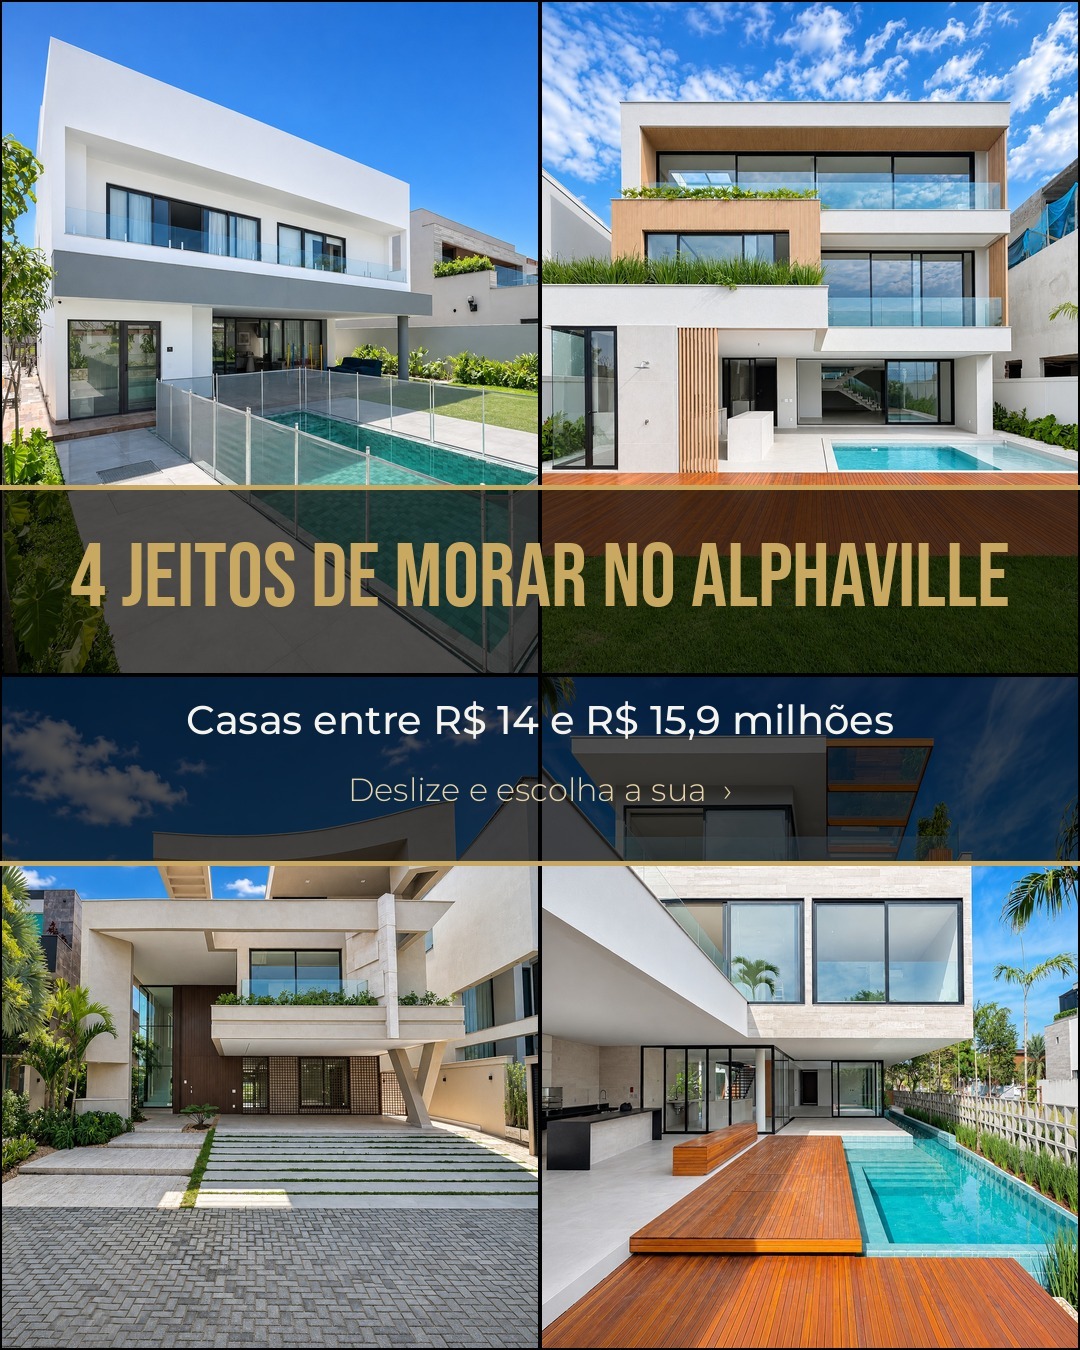 4 JEITOS DE MORAR NO ALPHAVILLE
Casas entre R$ 14 e R$ 15,9 milhões
Deslize e escolha a sua ›